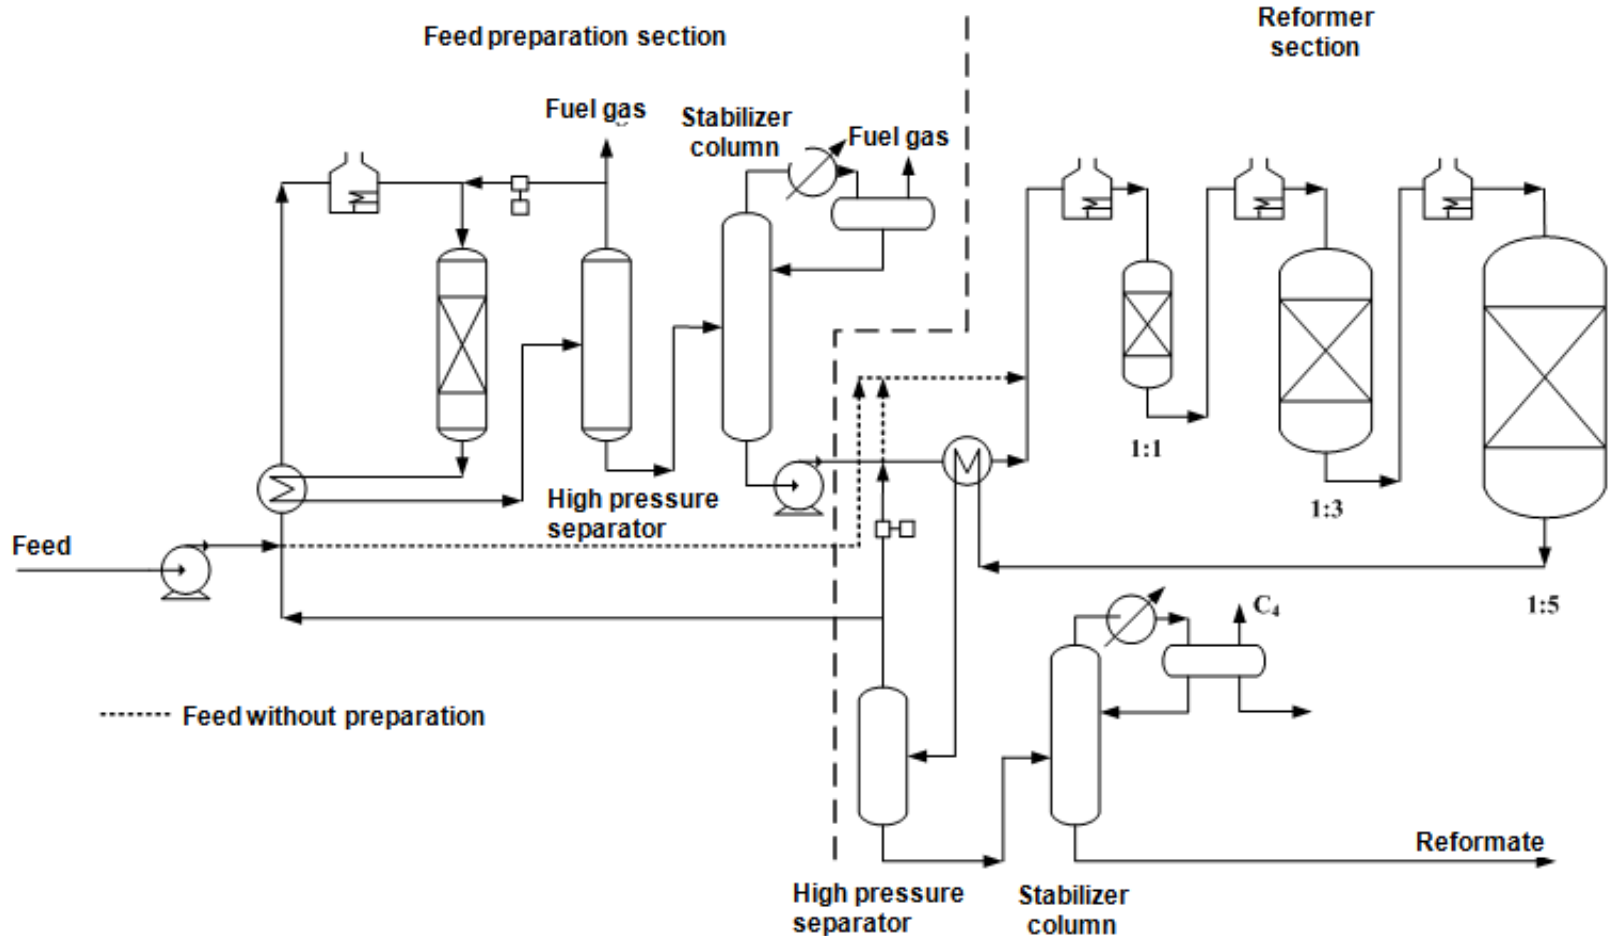 Feed preparation section
Reformer
section
Fuel gas
Stabilizer
column
Fuel gas
1:1
1:3
1:5
High pressure
separator
Feed
C₄
Feed without preparation
Reformate
High pressure
separator
Stabilizer
column